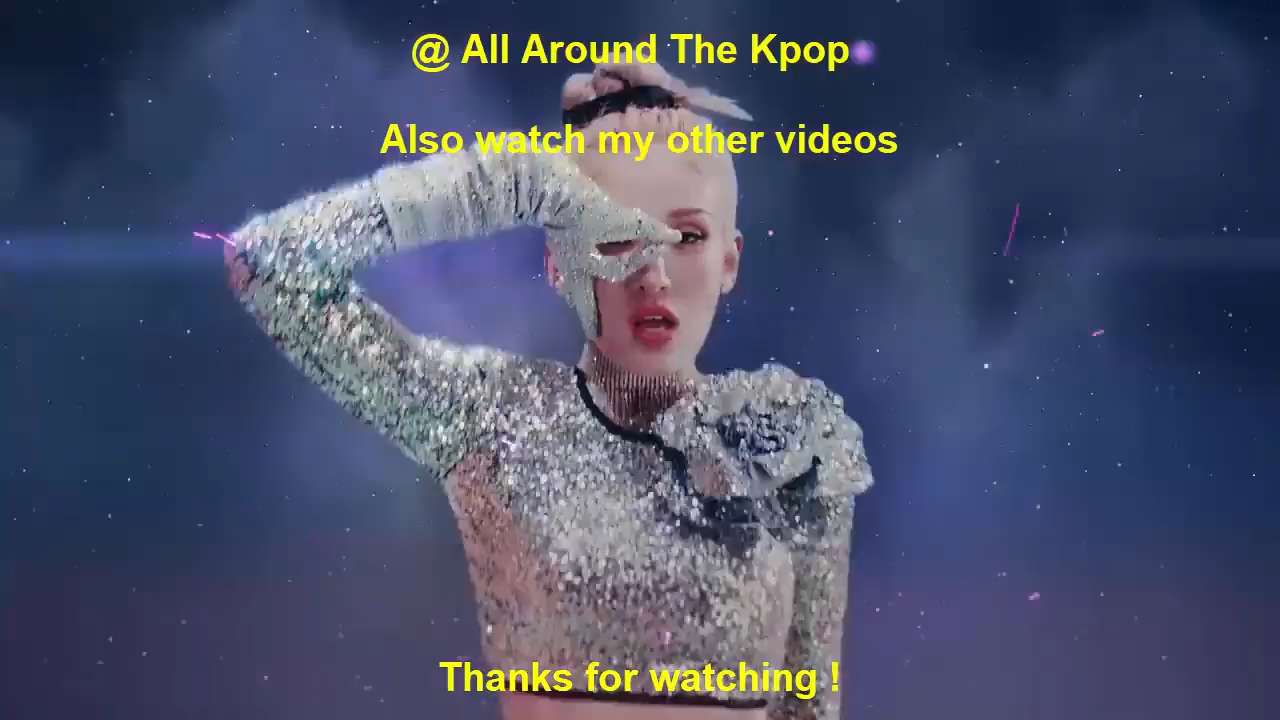 @ All Around The Kpop
Also watch my other videos
Thanks for watching !